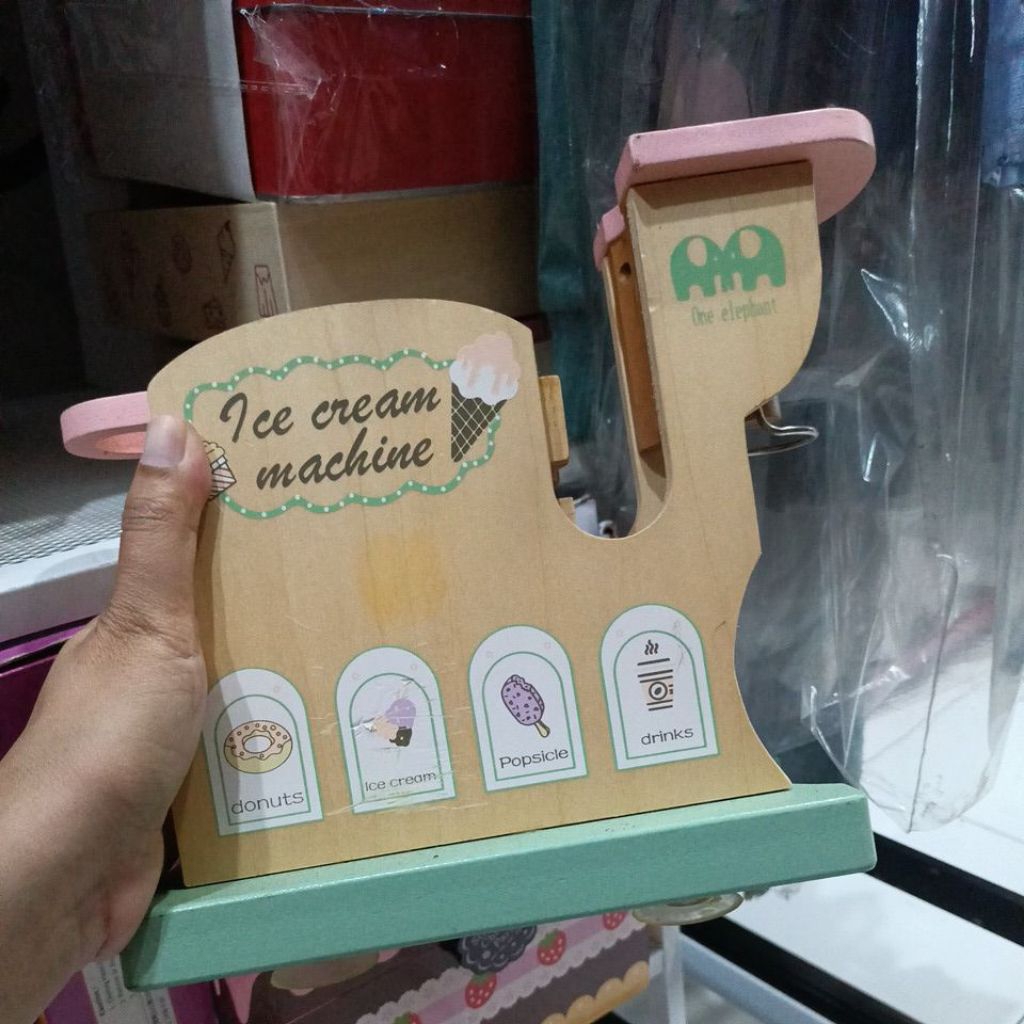 One elephant
Ice cream
machine
donuts
Ice cream
Popsicle
drinks